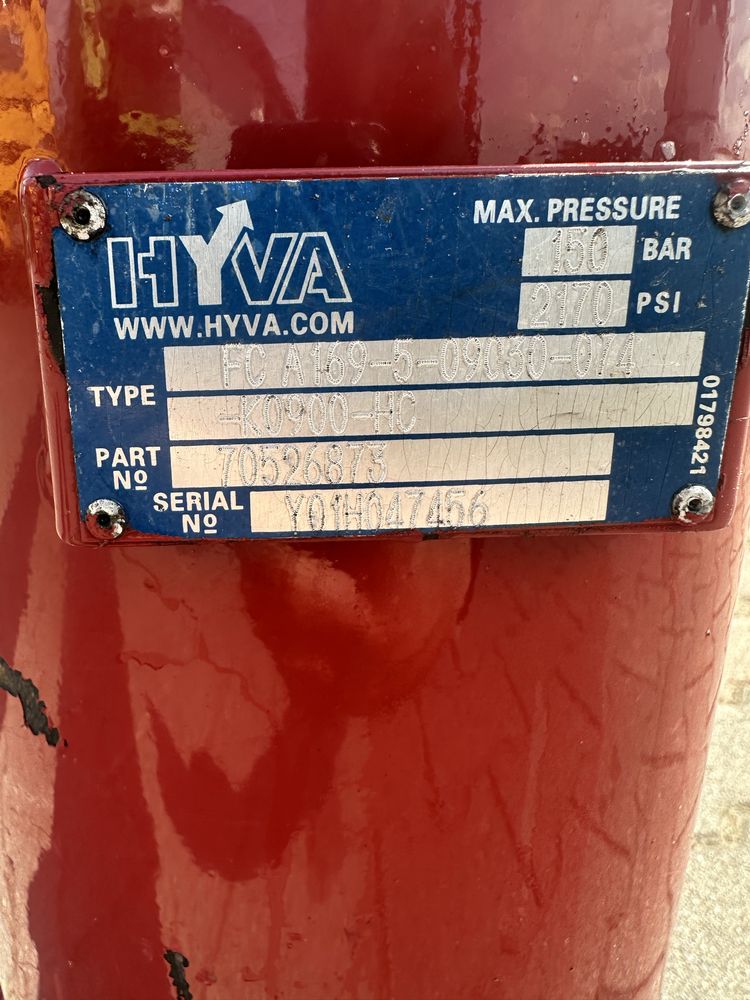 HYVA
WWW.HYVA.COM
MAX. PRESSURE
150 BAR
2170 PSI
TYPE FC A169-5-09030-074
-K0900-HC
PART Nº 70526873
SERIAL Nº Y01H047456
01798421